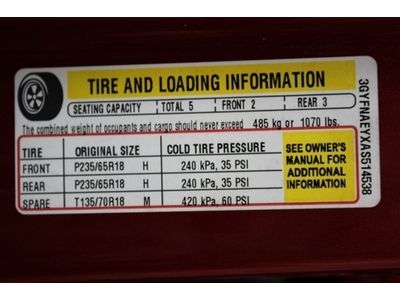 TIRE AND LOADING INFORMATION
SEATING CAPACITY TOTAL 5 FRONT 2 REAR 3
The combined weight of occupants and cargo should never exceed 485 kg or 1070 lbs.
TIRE ORIGINAL SIZE COLD TIRE PRESSURE
FRONT P235/65R18 H 240 kPa, 35 PSI
REAR P235/65R18 H 240 kPa, 35 PSI
SPARE T135/70R18 M 420 kPa, 60 PSI
SEE OWNER'S
MANUAL FOR
ADDITIONAL
INFORMATION
3GYFNAEYXAS514538